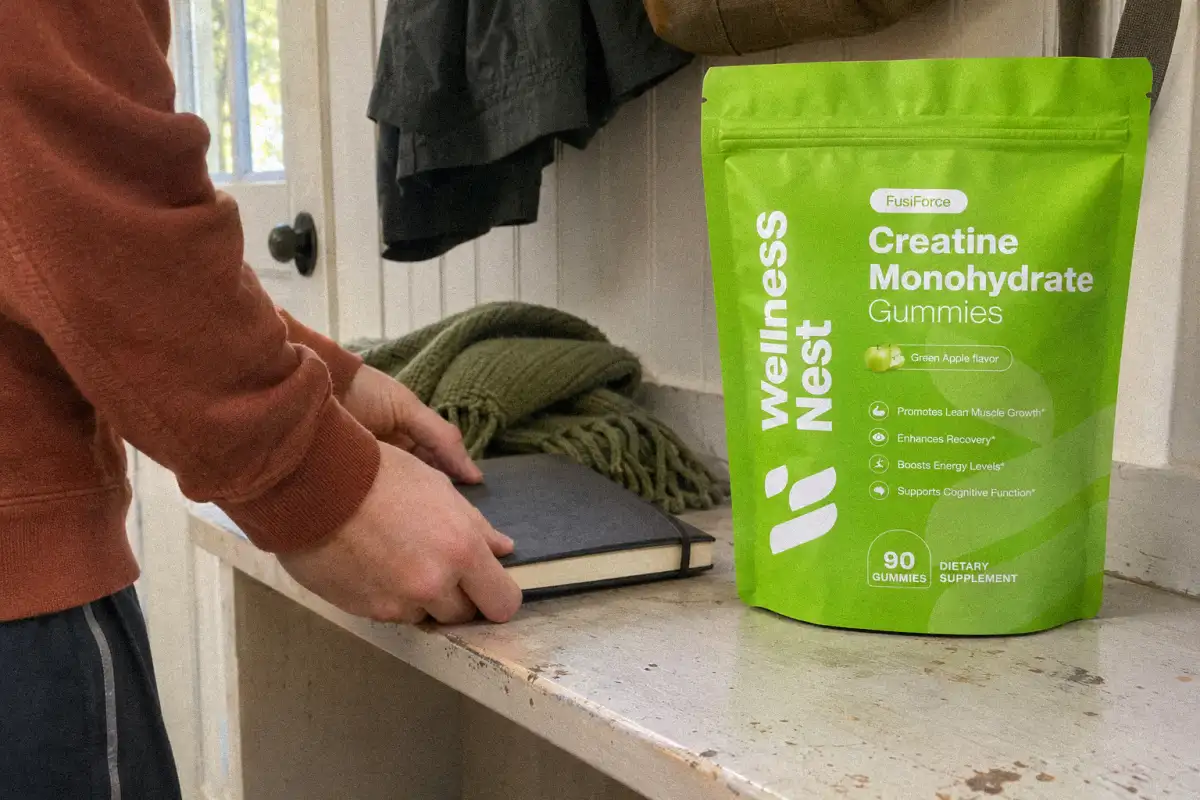 Wellness
Nest
FusiForce
Creatine
Monohydrate
Gummies
Green Apple flavor
Promotes Lean Muscle Growth*
Enhances Recovery*
Boosts Energy Levels*
Supports Cognitive Function*
90
GUMMIES
DIETARY
SUPPLEMENT